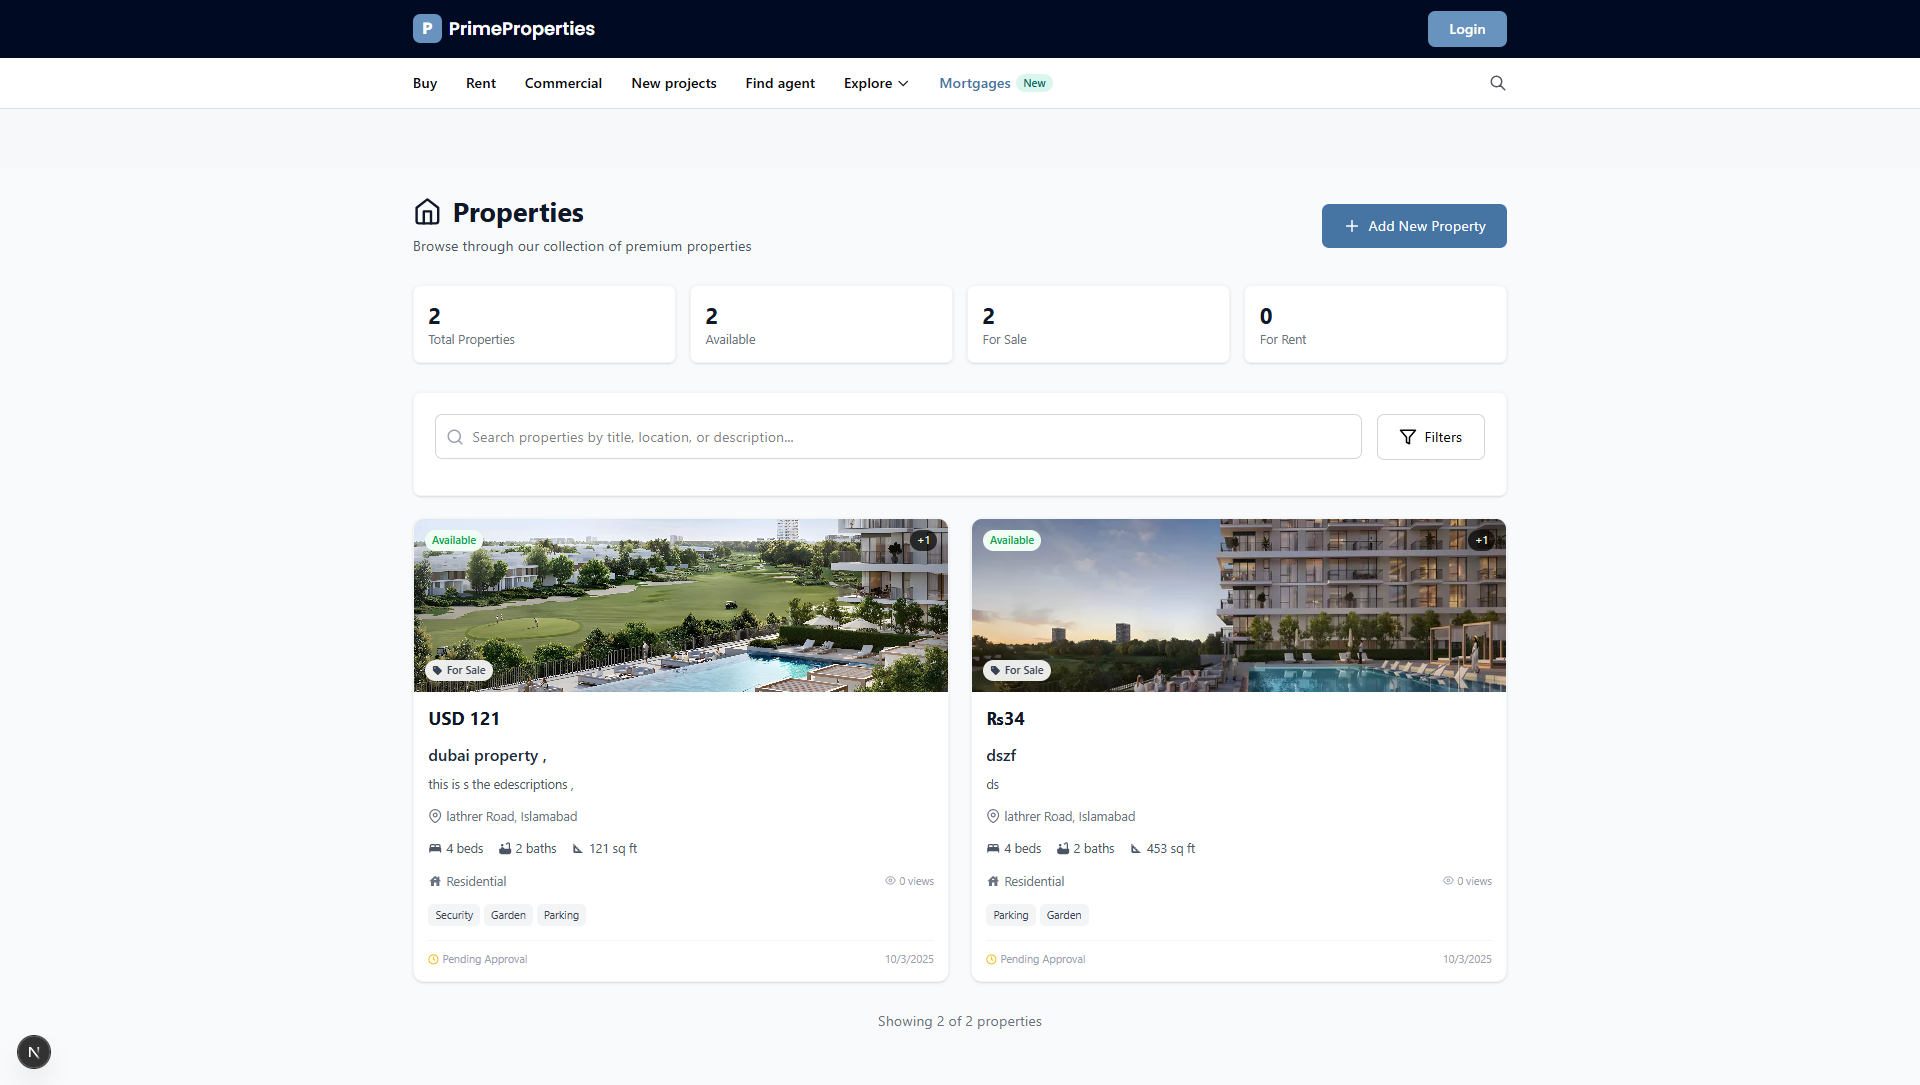 P PrimeProperties
Login
Buy Rent Commercial New projects Find agent Explore Mortgages New
Properties
Browse through our collection of premium properties
+ Add New Property
2
Total Properties
2
Available
2
For Sale
0
For Rent
Search properties by title, location, or description...
Filters
Available
+1
For Sale
USD 121
dubai property ,
this is s the edescriptions ,
lathrer Road, Islamabad
4 beds 2 baths 121 sq ft
Residential 0 views
Security Garden Parking
Pending Approval 10/3/2025
Available
+1
For Sale
₨34
dszf
ds
lathrer Road, Islamabad
4 beds 2 baths 453 sq ft
Residential 0 views
Parking Garden
Pending Approval 10/3/2025
Showing 2 of 2 properties
N